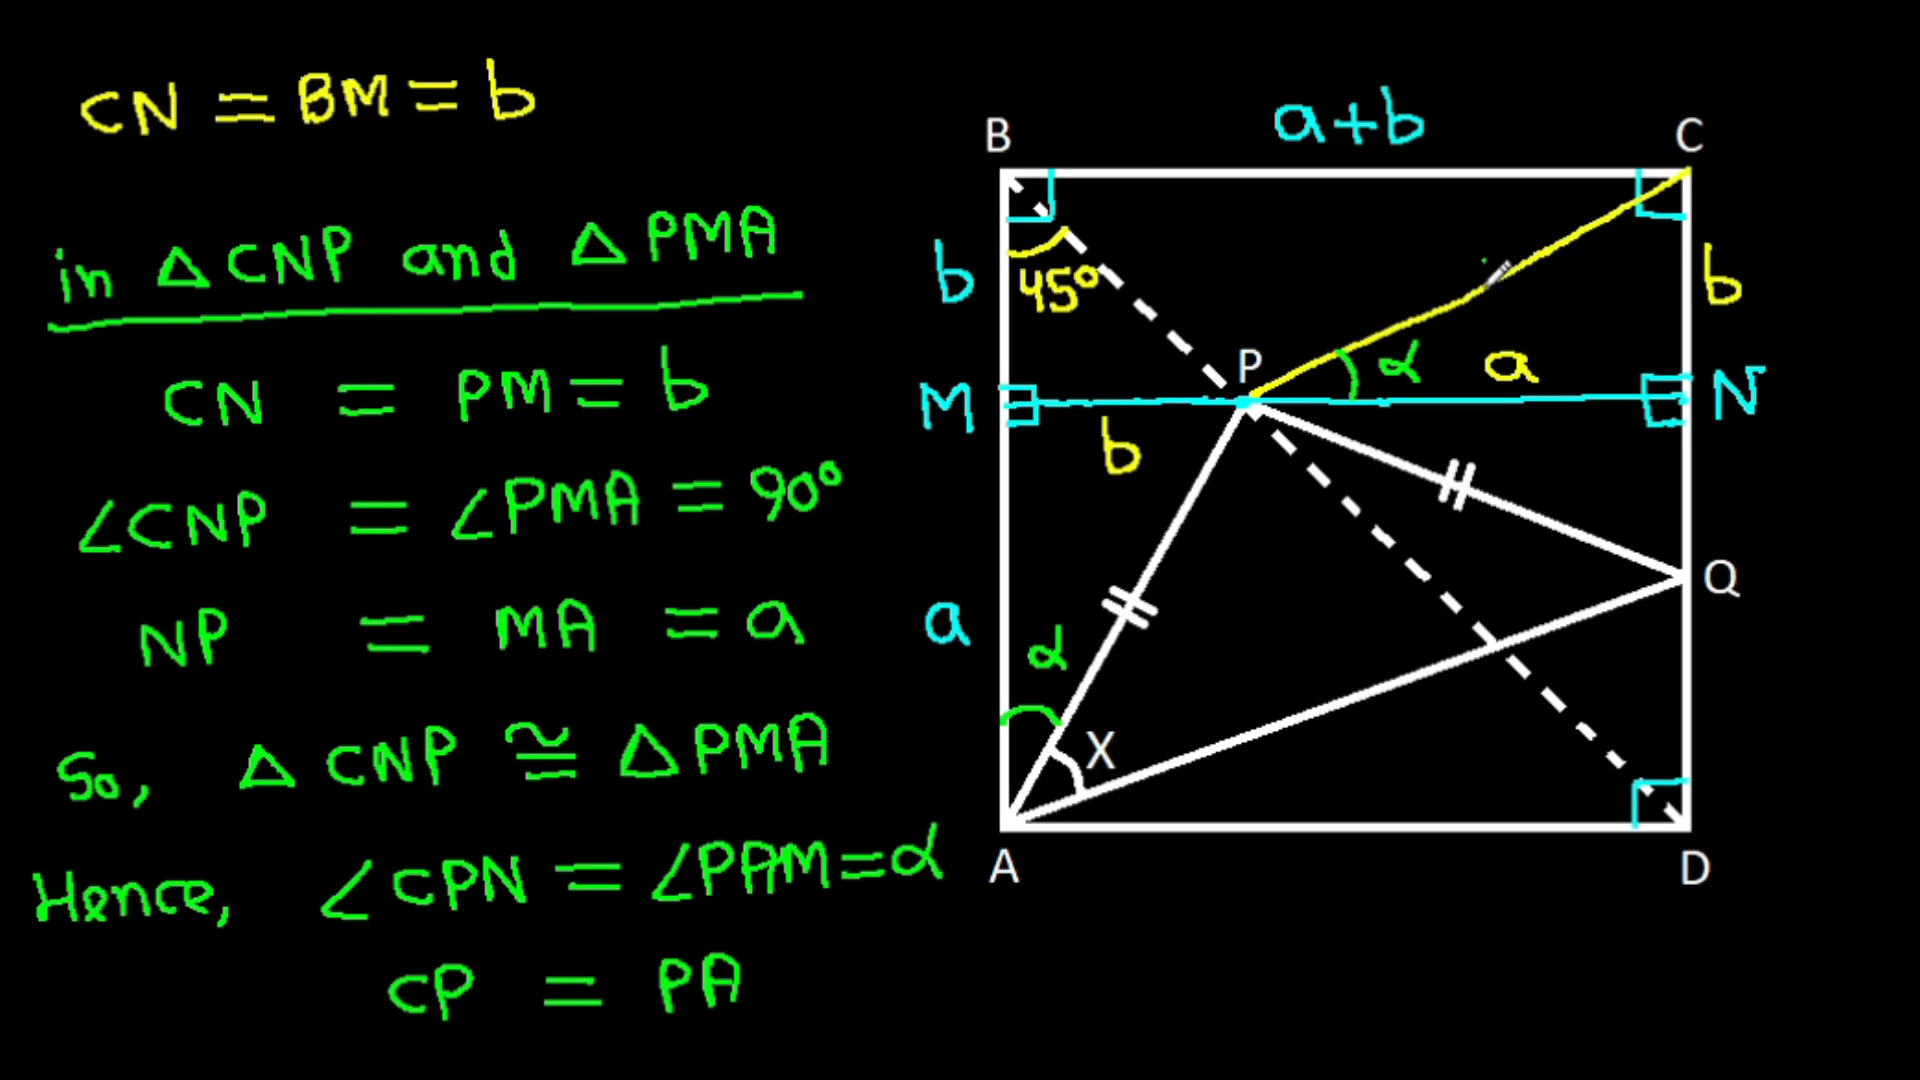 CN = BM = b
in △ CNP and △ PMA
CN = PM = b
∠CNP = ∠PMA = 90°
NP = MA = a
So, △ CNP ≅ △ PMA
Hence, ∠CPN = ∠PAM = α
CP = PA
a+b
B
C
b
45°
b
P
α
a
M
N
b
Q
a
α
X
A
D